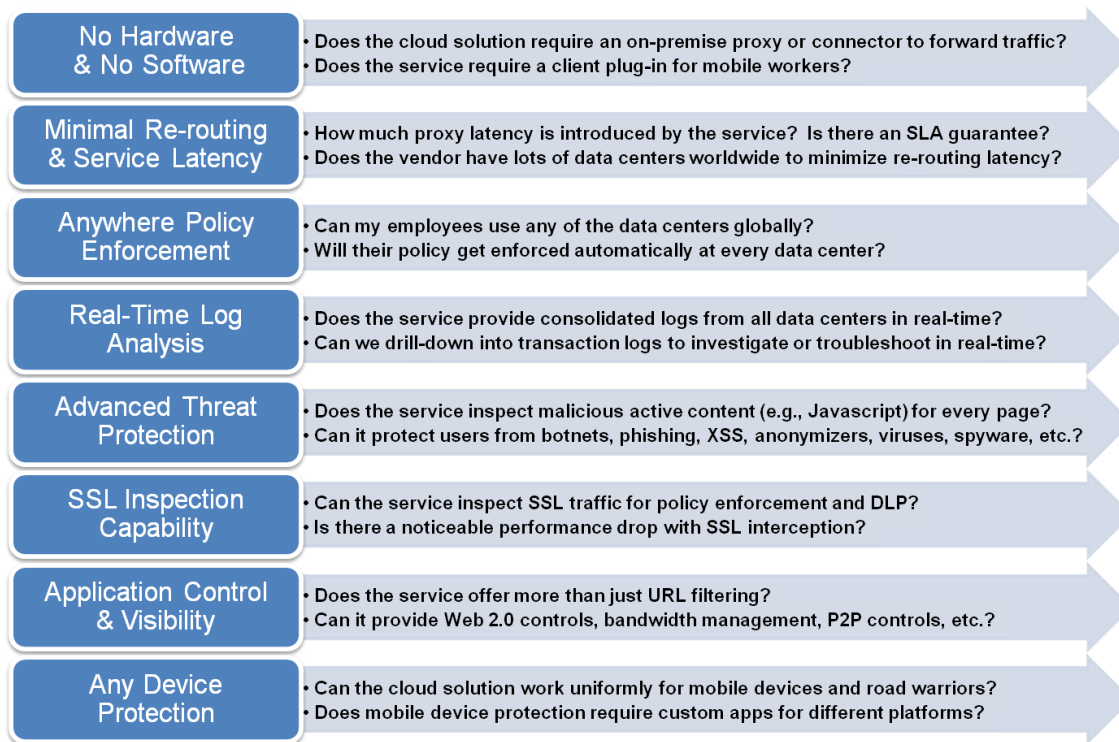 No Hardware
& No Software
• Does the cloud solution require an on-premise proxy or connector to forward traffic?
• Does the service require a client plug-in for mobile workers?
Minimal Re-routing
& Service Latency
• How much proxy latency is introduced by the service?  Is there an SLA guarantee?
• Does the vendor have lots of data centers worldwide to minimize re-routing latency?
Anywhere Policy
Enforcement
• Can my employees use any of the data centers globally?
• Will their policy get enforced automatically at every data center?
Real-Time Log
Analysis
• Does the service provide consolidated logs from all data centers in real-time?
• Can we drill-down into transaction logs to investigate or troubleshoot in real-time?
Advanced Threat
Protection
• Does the service inspect malicious active content (e.g., Javascript) for every page?
• Can it protect users from botnets, phishing, XSS, anonymizers, viruses, spyware, etc.?
SSL Inspection
Capability
• Can the service inspect SSL traffic for policy enforcement and DLP?
• Is there a noticeable performance drop with SSL interception?
Application Control
& Visibility
• Does the service offer more than just URL filtering?
• Can it provide Web 2.0 controls, bandwidth management, P2P controls, etc.?
Any Device
Protection
• Can the cloud solution work uniformly for mobile devices and road warriors?
• Does mobile device protection require custom apps for different platforms?